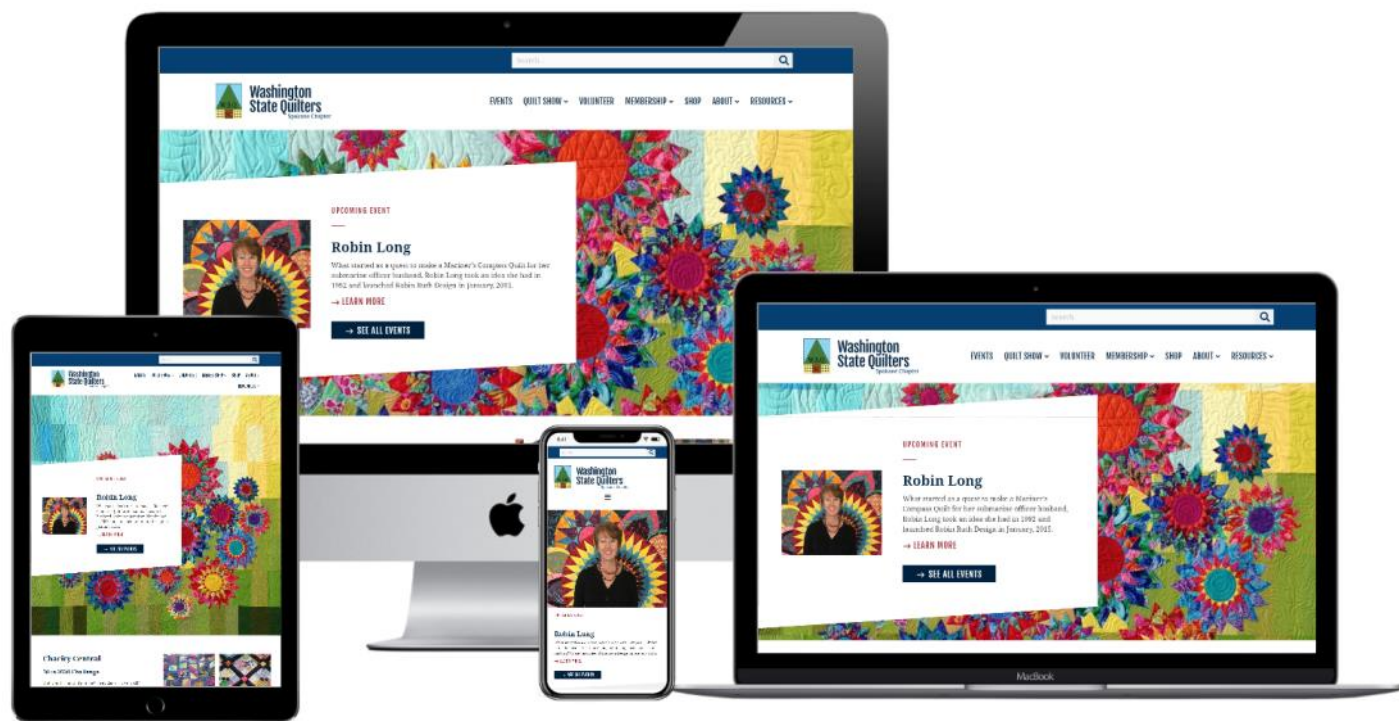 Search
Washington
State Quilters
Spokane Chapter
EVENTS QUILT SHOW VOLUNTEER MEMBERSHIP SHOP ABOUT RESOURCES
UPCOMING EVENT
Robin Long
What started as a quest to make a Mariner's Compass Quilt for her
submarine officer husband, Robin Long took an idea she had in
1982 and launched Robin Ruth Design in January, 2015.
→ LEARN MORE
→ SEE ALL EVENTS
Washington
State Quilters
Robin Long
Charity Central
Washington
State Quilters
Robin Long
Search
Washington
State Quilters
Spokane Chapter
EVENTS QUILT SHOW VOLUNTEER MEMBERSHIP SHOP ABOUT RESOURCES
UPCOMING EVENT
Robin Long
What started as a quest to make a Mariner's
Compass Quilt for her submarine officer husband,
Robin Long took an idea she had in 1982 and
launched Robin Ruth Design in January, 2015.
→ LEARN MORE
→ SEE ALL EVENTS
MacBook